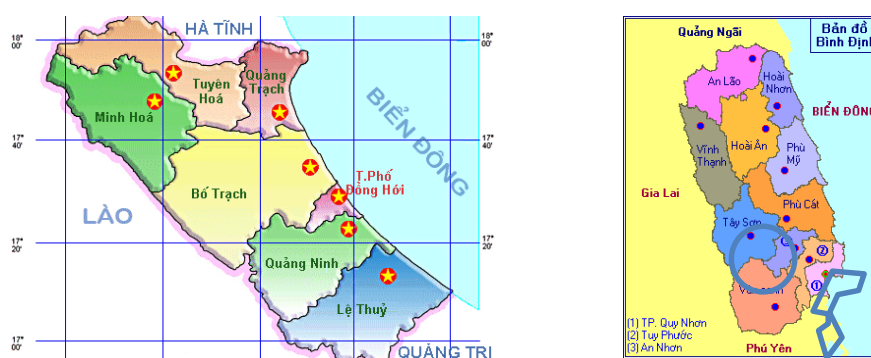 HÀ TĨNH
18°
00'
18°
00'
Tuyên
Hoá
Quảng
Trạch
Minh Hoá
BIỂN ĐÔNG
17°
40'
17°
40'
T.Phố
Đồng Hới
Bố Trạch
LÀO
17°
20'
17°
20'
Quảng Ninh
Lệ Thuỷ
17°
00'
QUẢNG TRỊ
Quảng Ngãi
Bản đồ
Bình Định
An Lão
Hoài
Nhơn
BIỂN ĐÔNG
Hoài Ân
Vĩnh
Thạnh
Phù
Mỹ
Gia Lai
Phù Cát
Tây Sơn
(2)
(1)
(1) TP. Quy Nhơn
(2) Tuy Phước
(3) An Nhơn
Phú Yên